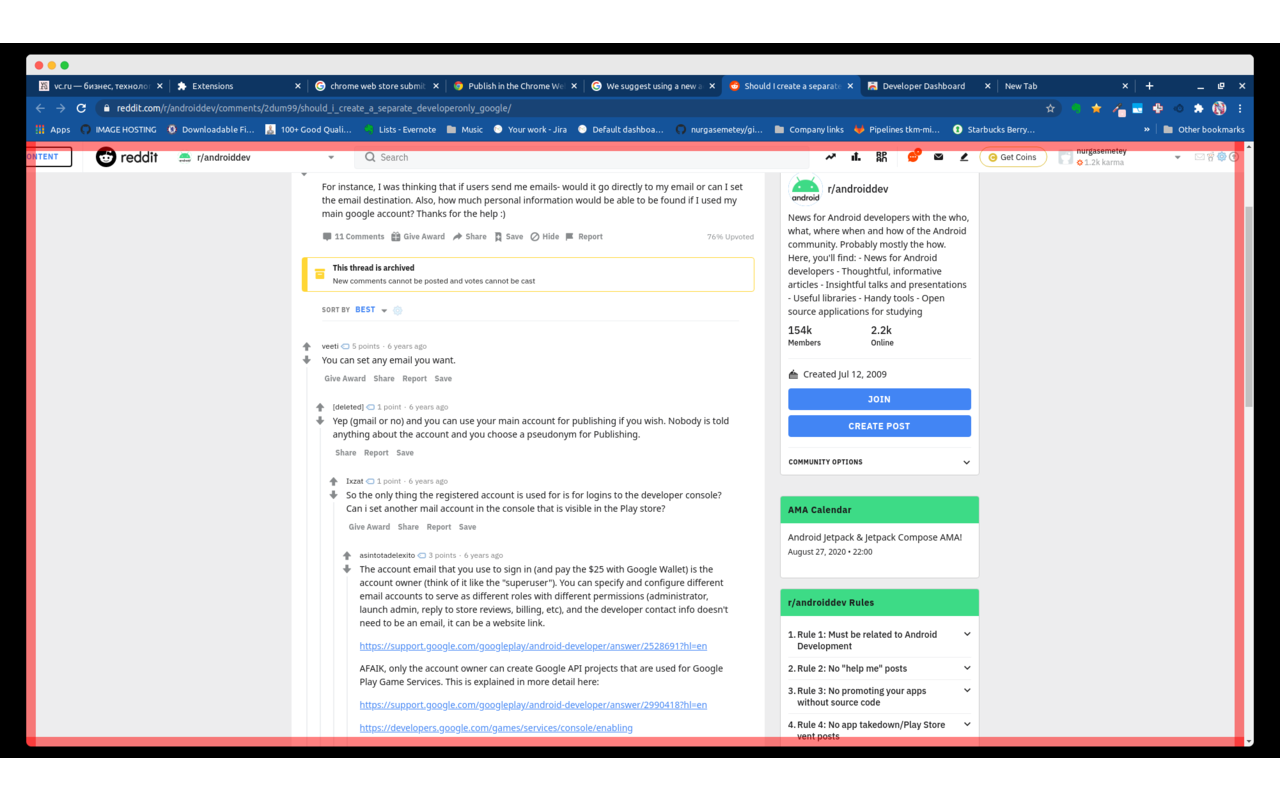 vc.ru — бизнес, технолог
Extensions
chrome web store submit
Publish in the Chrome We
We suggest using a new a
Should I create a separate
Developer Dashboard
New Tab
reddit.com/r/androiddev/comments/2dum99/should_i_create_a_separate_developeronly_google/
Apps
IMAGE HOSTING
Downloadable Fi...
100+ Good Quali...
Lists - Evernote
Music
Your work - Jira
Default dashboa...
nurgasemetey/gi...
Company links
Pipelines tkm-mi...
Starbucks Berry...
»
Other bookmarks
ONTENT
reddit
r/androiddev
Search
Get Coins
nurgasemetey
1.2k karma
For instance, I was thinking that if users send me emails- would it go directly to my email or can I set
the email destination. Also, how much personal information would be able to be found if I used my
main google account? Thanks for the help :)
11 Comments Give Award Share Save Hide Report
76% Upvoted
This thread is archived
New comments cannot be posted and votes cannot be cast
SORT BY BEST
veeti 5 points · 6 years ago
You can set any email you want.
Give Award Share Report Save
[deleted] 1 point · 6 years ago
Yep (gmail or no) and you can use your main account for publishing if you wish. Nobody is told
anything about the account and you choose a pseudonym for Publishing.
Share Report Save
Ixzat 1 point · 6 years ago
So the only thing the registered account is used for is for logins to the developer console?
Can i set another mail account in the console that is visible in the Play store?
Give Award Share Report Save
asintotadelexito 3 points · 6 years ago
The account email that you use to sign in (and pay the $25 with Google Wallet) is the
account owner (think of it like the "superuser"). You can specify and configure different
email accounts to serve as different roles with different permissions (administrator,
launch admin, reply to store reviews, billing, etc), and the developer contact info doesn't
need to be an email, it can be a website link.
https://support.google.com/googleplay/android-developer/answer/2528691?hl=en
AFAIK, only the account owner can create Google API projects that are used for Google
Play Game Services. This is explained in more detail here:
https://support.google.com/googleplay/android-developer/answer/2990418?hl=en
https://developers.google.com/games/services/console/enabling
android
r/androiddev
News for Android developers with the who,
what, where when and how of the Android
community. Probably mostly the how.
Here, you'll find: - News for Android
developers - Thoughtful, informative
articles - Insightful talks and presentations
- Useful libraries - Handy tools - Open
source applications for studying
154k 2.2k
Members Online
Created Jul 12, 2009
JOIN
CREATE POST
COMMUNITY OPTIONS
AMA Calendar
Android Jetpack & Jetpack Compose AMA!
August 27, 2020 • 22:00
r/androiddev Rules
1. Rule 1: Must be related to Android
Development
2. Rule 2: No "help me" posts
3. Rule 3: No promoting your apps
without source code
4. Rule 4: No app takedown/Play Store
vent posts